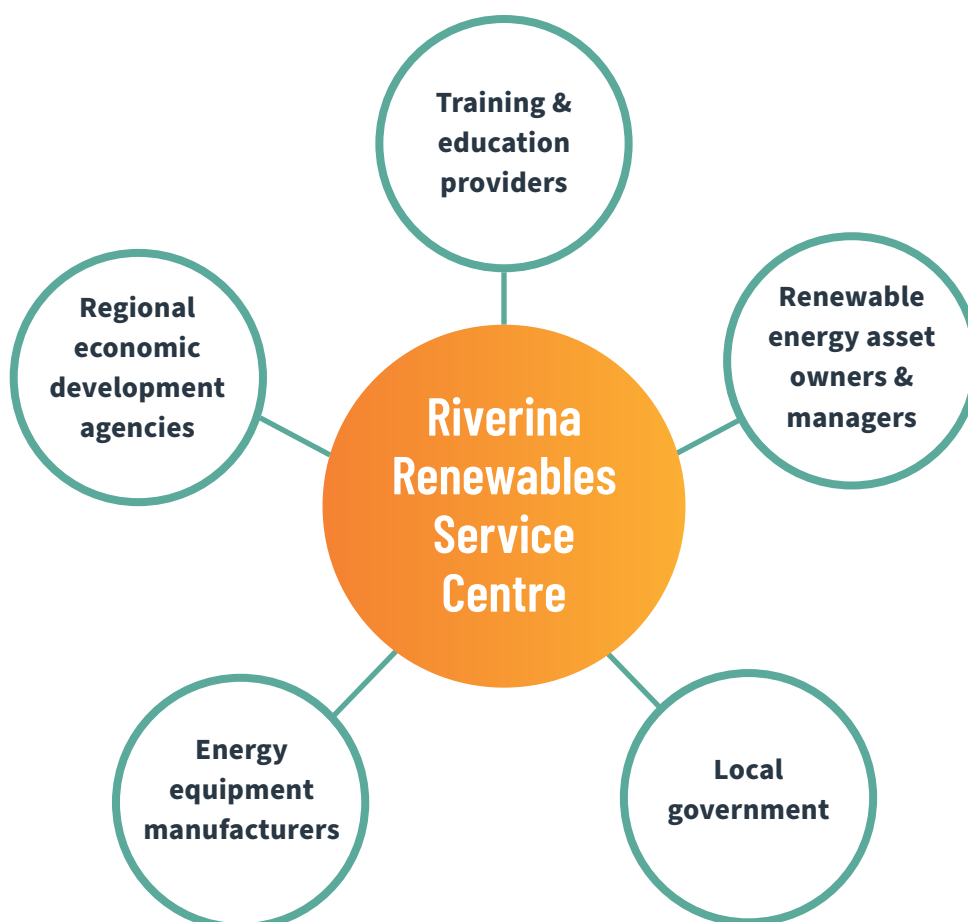 Training &
education
providers
Regional
economic
development
agencies
Renewable
energy asset
owners &
managers
Riverina
Renewables
Service
Centre
Energy
equipment
manufacturers
Local
government